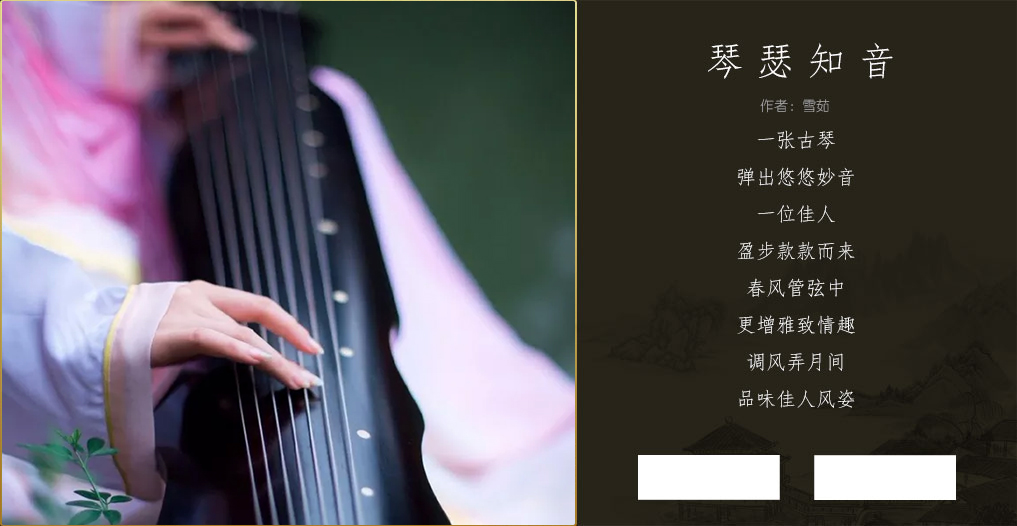 琴瑟知音
作者：雪茹
一张古琴
弹出悠悠妙音
一位佳人
盈步款款而来
春风管弦中
更增雅致情趣
调风弄月间
品味佳人风姿